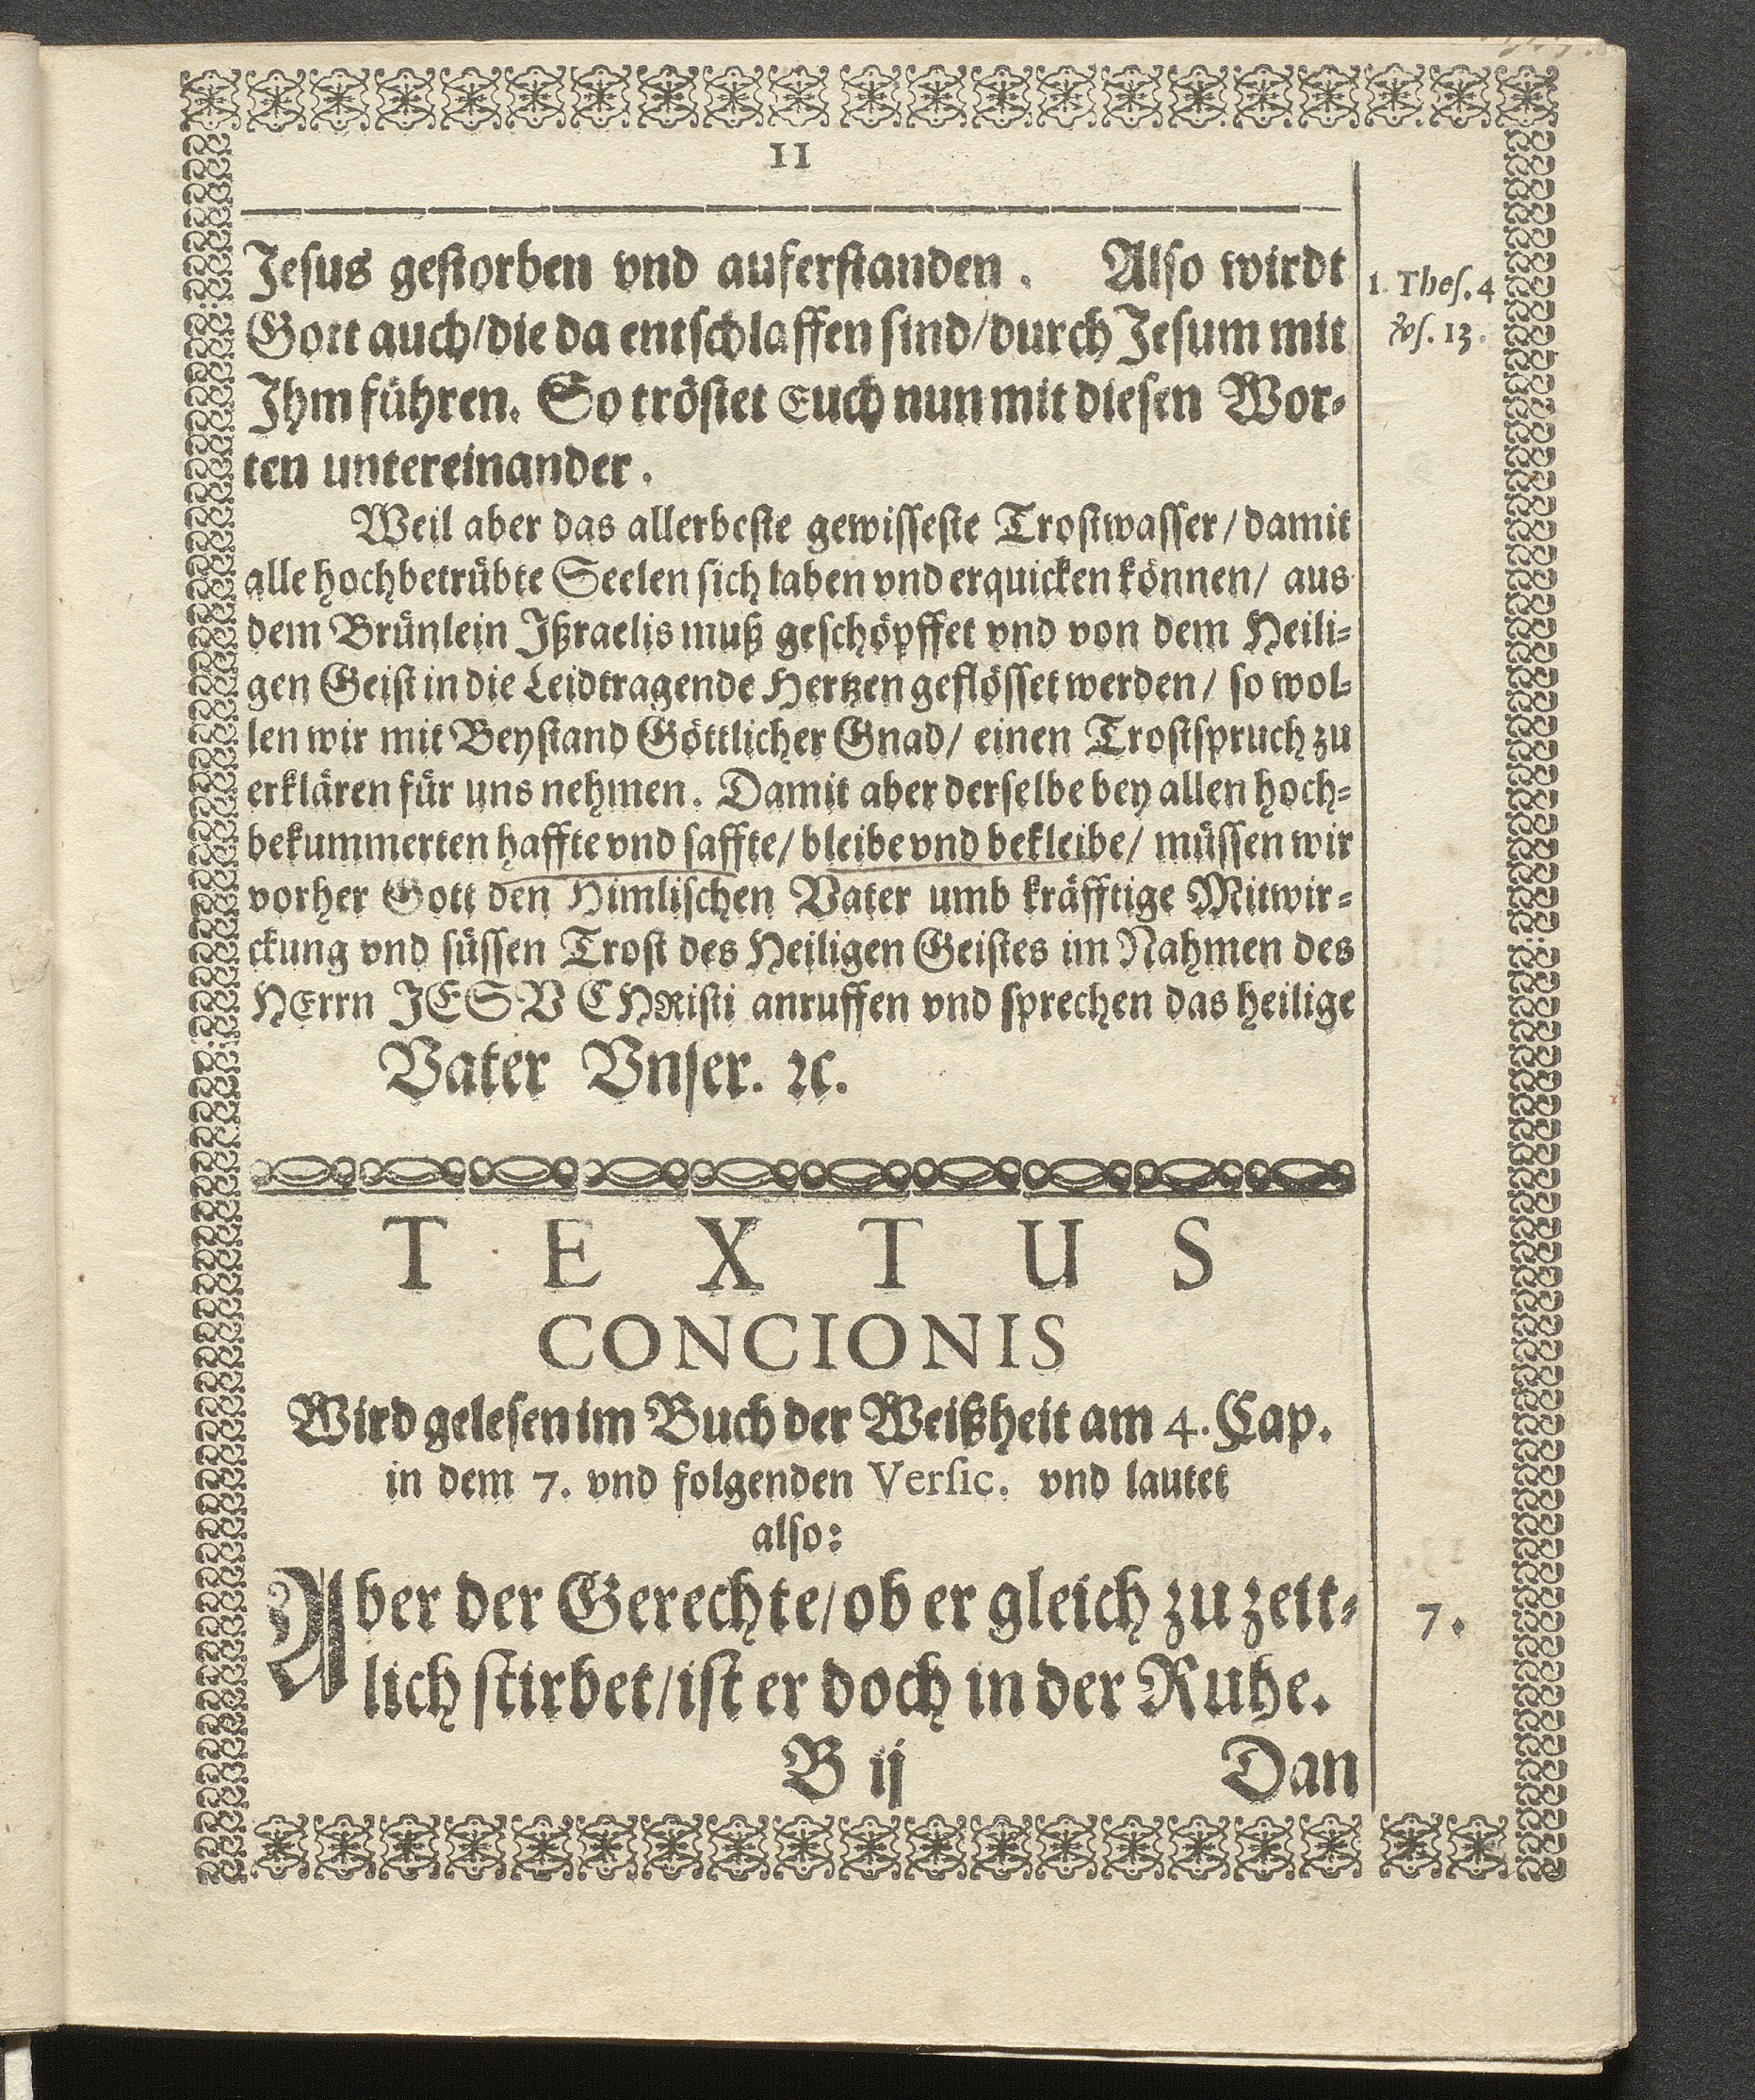 11
Jesus gestorben vnd auferstanden. Also wirdt
1. Thes. 4
Gott auch/die da entschlaffen sind/durch Jesum mit
vs. 13.
Ihm führen. So tröstet Euch nun mit diesen Wor-
ten untereinander.
Weil aber das allerbeste gewisseste Trostwasser/damit
alle hochbetrübte Seelen sich laben vnd erquicken können/ aus
dem Brünlein Ißraelis muß geschöpffet vnd von dem Heili-
gen Geist in die Leidtragende Hertzen geflösset werden/ so wol-
len wir mit Beystand Göttlicher Gnad/ einen Trostspruch zu
erklären für uns nehmen. Damit aber derselbe bey allen hoch-
bekummerten haffte vnd saffte/ bleibe vnd bekleibe/ müssen wir
vorher Gott den Himlischen Vater umb kräfftige Mitwir-
ckung vnd süssen Trost des Heiligen Geistes im Nahmen des
HErrn JESV CHRisti anruffen vnd sprechen das heilige
Vater Vnser. ꝛc.
TEXTUS
CONCIONIS
Wird gelesen im Buch der Weißheit am 4. Cap.
in dem 7. vnd folgenden Versic. vnd lautet
also:
Aber der Gerechte/ob er gleich zu zeit-
7.
lich stirbet/ist er doch in der Ruhe.
B ij Dan